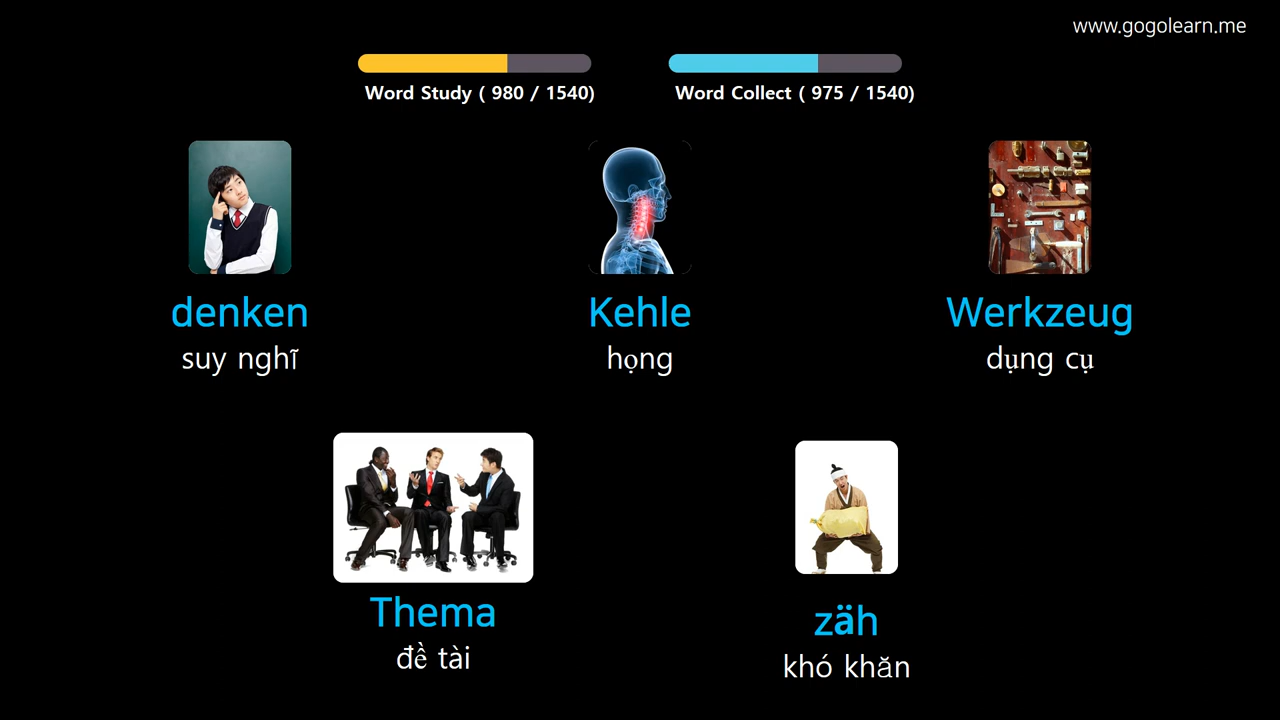 www.gogolearn.me
Word Study ( 980 / 1540)
Word Collect ( 975 / 1540)
denken
suy nghĩ
Kehle
họng
Werkzeug
dụng cụ
Thema
đề tài
zäh
khó khăn